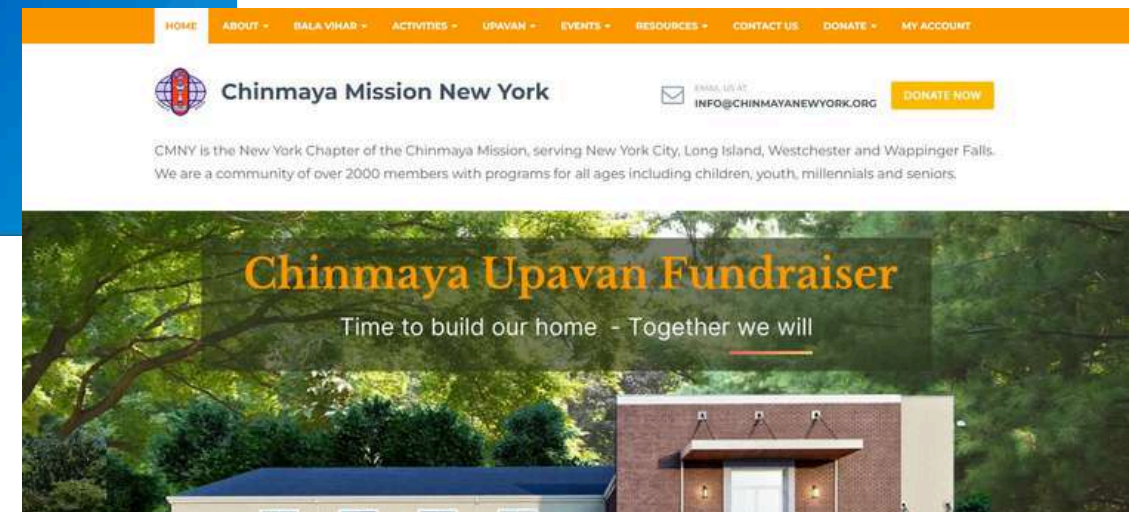 HOME ABOUT BALA VIHAR ACTIVITIES UPAVAN EVENTS RESOURCES CONTACT US DONATE MY ACCOUNT
Chinmaya Mission New York
EMAIL US AT
INFO@CHINMAYANEWYORK.ORG
DONATE NOW
CMNY is the New York Chapter of the Chinmaya Mission, serving New York City, Long Island, Westchester and Wappinger Falls.
We are a community of over 2000 members with programs for all ages including children, youth, millennials and seniors.
Chinmaya Upavan Fundraiser
Time to build our home - Together we will